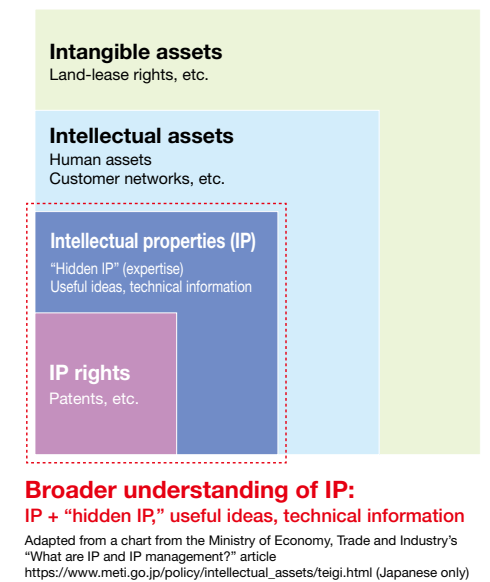 Intangible assets
Land-lease rights, etc.
Intellectual assets
Human assets
Customer networks, etc.
Intellectual properties (IP)
“Hidden IP” (expertise)
Useful ideas, technical information
IP rights
Patents, etc.
Broader understanding of IP:
IP + “hidden IP,” useful ideas, technical information
Adapted from a chart from the Ministry of Economy, Trade and Industry’s
“What are IP and IP management?” article
https://www.meti.go.jp/policy/intellectual_assets/teigi.html (Japanese only)